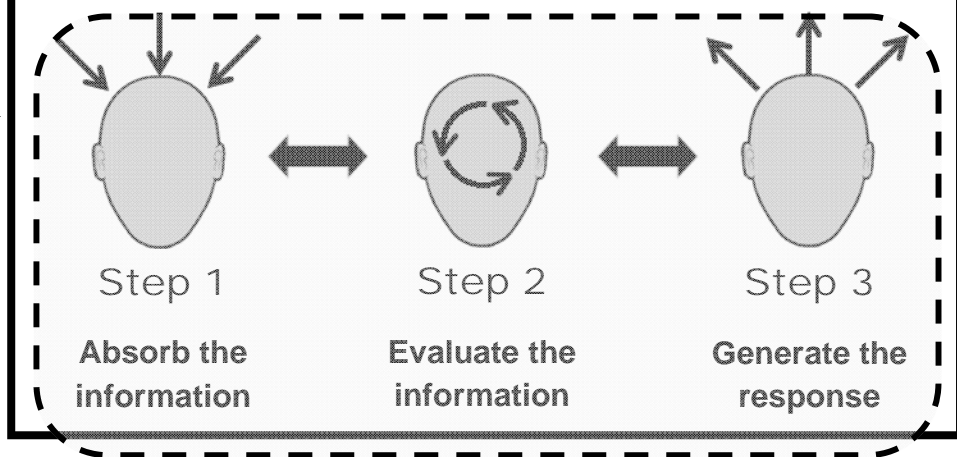 Step 1
Step 2
Step 3
Absorb the
information
Evaluate the
information
Generate the
response